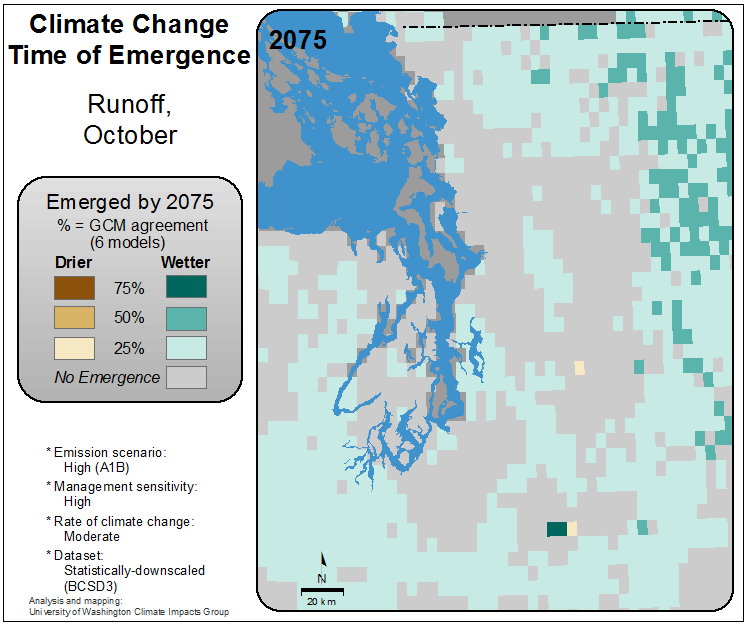 Climate Change
Time of Emergence
Runoff,
October
Emerged by 2075
% = GCM agreement
(6 models)
Drier Wetter
75%
50%
25%
No Emergence
* Emission scenario:
High (A1B)
* Management sensitivity:
High
* Rate of climate change:
Moderate
* Dataset:
Statistically-downscaled
(BCSD3)
Analysis and mapping:
University of Washington Climate Impacts Group
2075
N
20 km